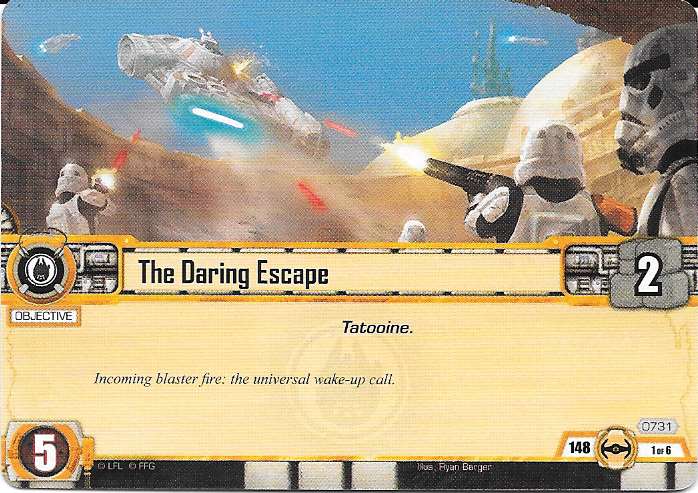 The Daring Escape
2
OBJECTIVE
Tatooine.
Incoming blaster fire: the universal wake-up call.
5
© LFL © FFG
Illus. Ryan Barger
0731
148
1 OF 6